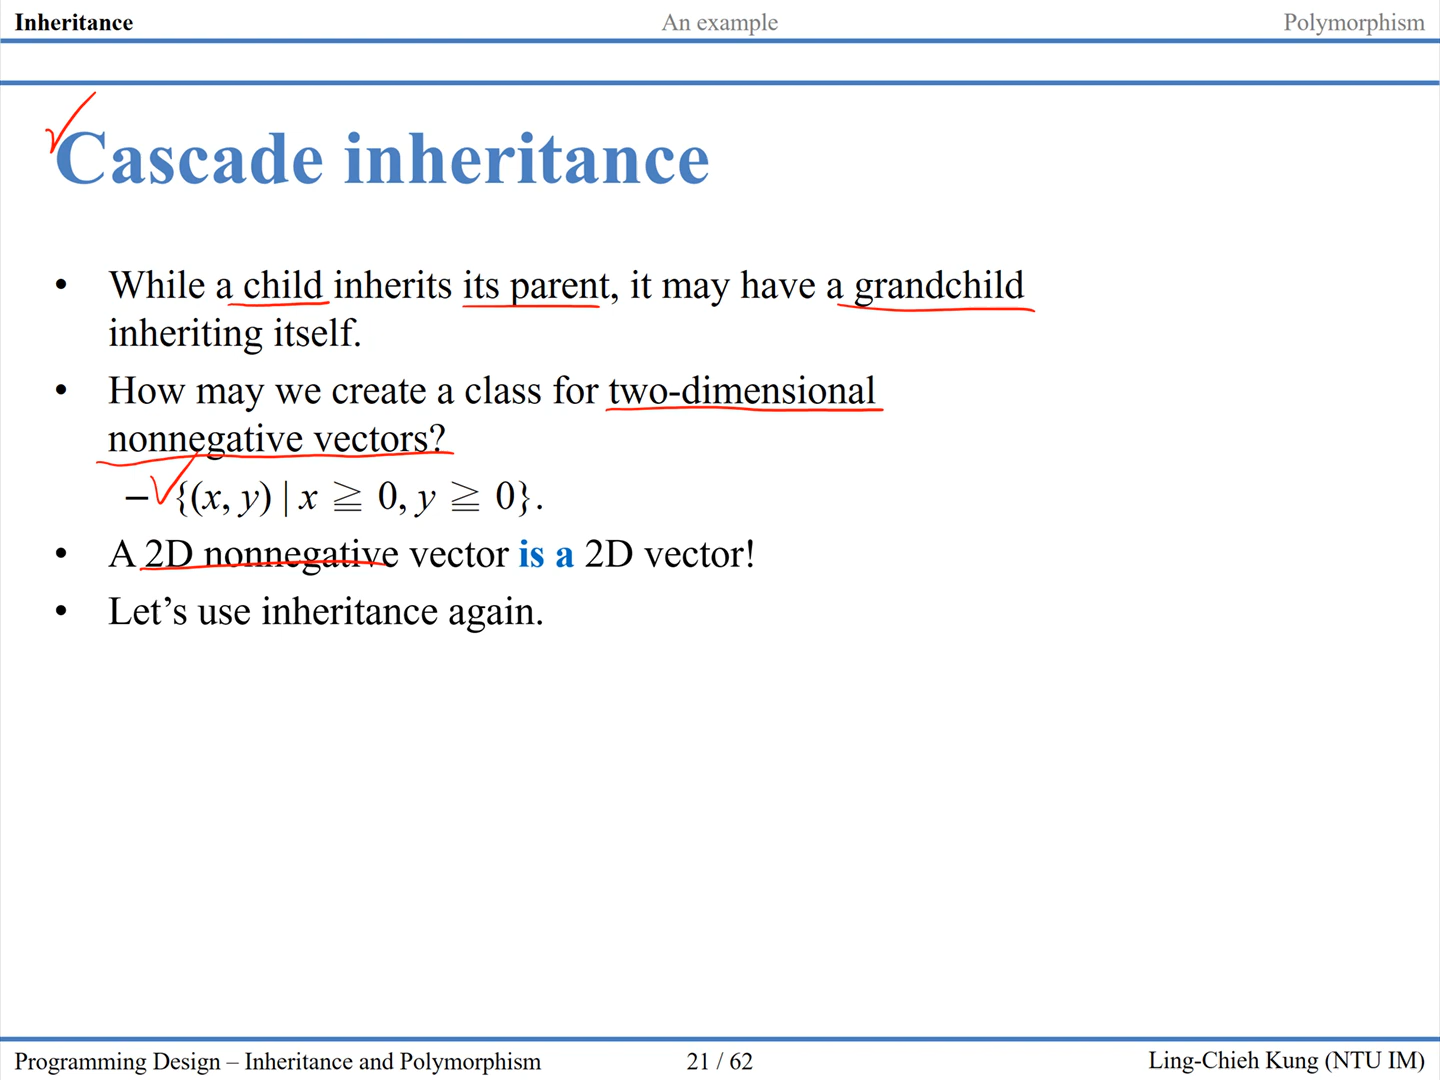 Inheritance An example Polymorphism
Cascade inheritance
• While a child inherits its parent, it may have a grandchild
inheriting itself.
• How may we create a class for two-dimensional
nonnegative vectors?
– {(x, y) | x ≧ 0, y ≧ 0}.
• A 2D nonnegative vector is a 2D vector!
• Let’s use inheritance again.
Programming Design – Inheritance and Polymorphism 21 / 62 Ling-Chieh Kung (NTU IM)